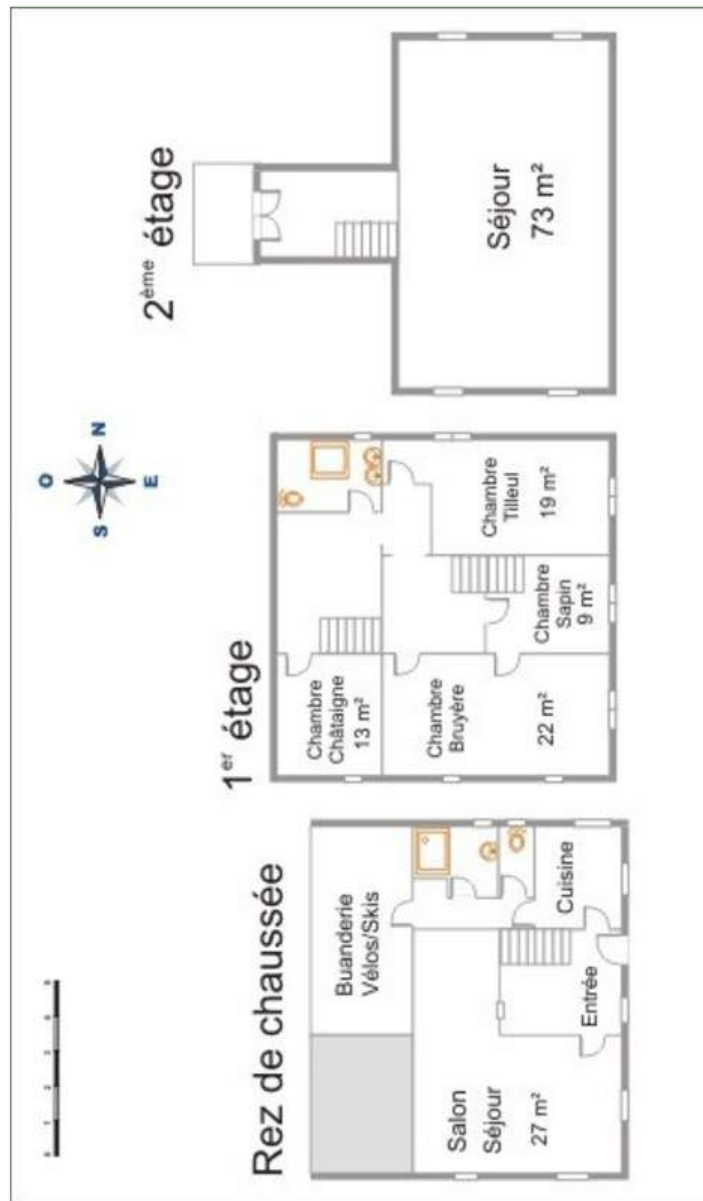 Rez de chaussée
Buanderie
Vélos/Skis
Salon
Séjour
27 m²
Entrée
Cuisine
1er étage
Chambre
Châtaigne
13 m²
Chambre
Bruyère
22 m²
Chambre
Sapin
9 m²
Chambre
Tilleul
19 m²
2ème étage
Séjour
73 m²
O
S
N
E